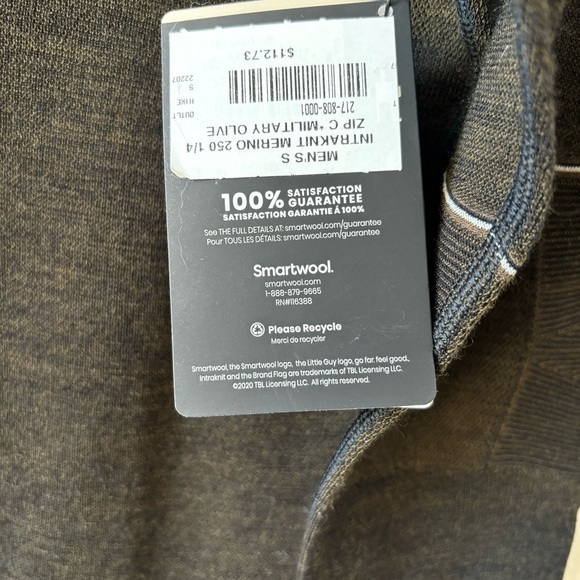 MEN'S S
INTRAKNIT MERINO 250 1/4
ZIP C * MILITARY OLIVE
217-808-0001
OUTLT
HIKE
S
22207
$112.73
100% SATISFACTION GUARANTEE
SATISFACTION GARANTIE Á 100%
See THE FULL DETAILS AT: smartwool.com/guarantee
Pour TOUS LES DÉTAILS: smartwool.com/guarantee
Smartwool.
smartwool.com
1-888-879-9665
RN#116388
Please Recycle
Merci de recycler
Smartwool, the Smartwool logo, the Little Guy logo, go far. feel good.,
Intraknit and the Brand Flag are trademarks of TBL Licensing LLC.
©2020 TBL Licensing LLC. All rights reserved.